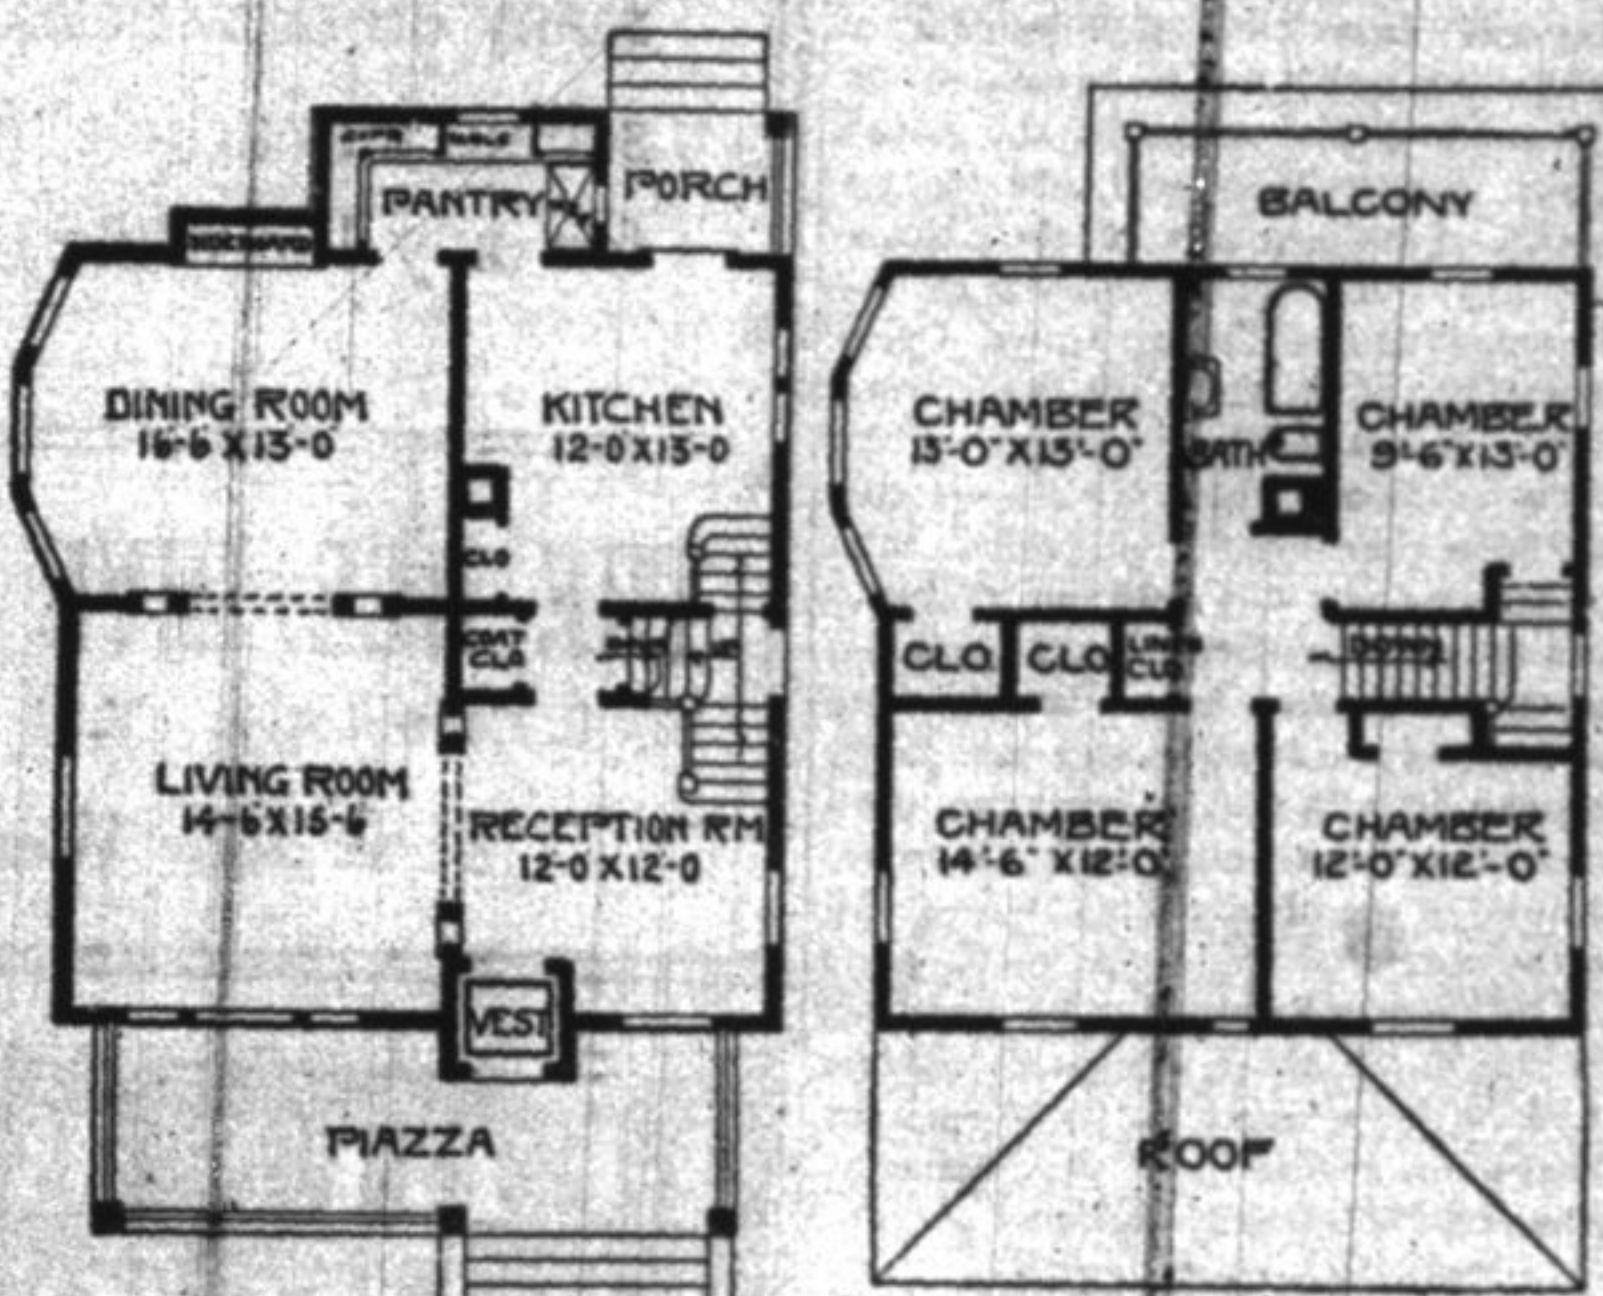 PORCH
PANTRY
DINING ROOM
16-6 X 13-0
KITCHEN
12-0 X 13-0
CLO
COAT
CLO
LIVING ROOM
14-6 X 15-6
RECEPTION RM
12-0 X 12-0
VEST
PIAZZA
BALCONY
CHAMBER
13'-0" X 13'-0"
BATH
CHAMBER
9'-6" X 13'-0"
CLO
CLO
CLO
DOWN
CHAMBER
14'-6" X 12'-0"
CHAMBER
12'-0" X 12'-0"
ROOF